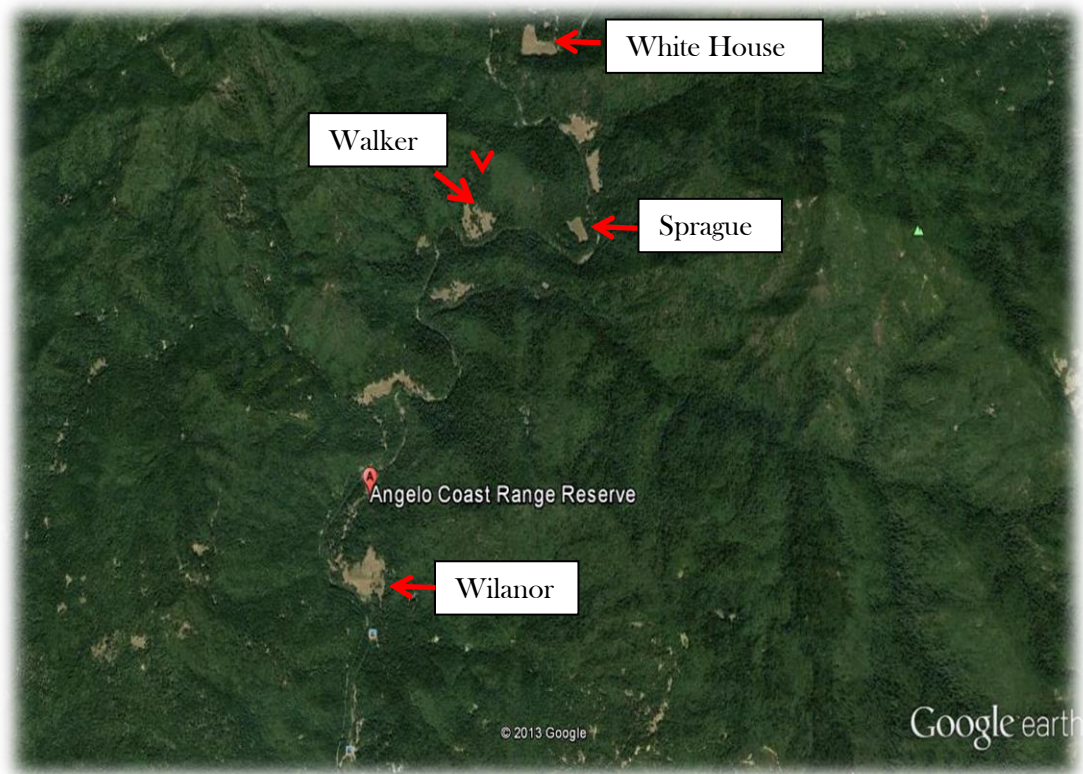 White House
Walker
Sprague
A
Angelo Coast Range Reserve
Wilanor
© 2013 Google
Google earth